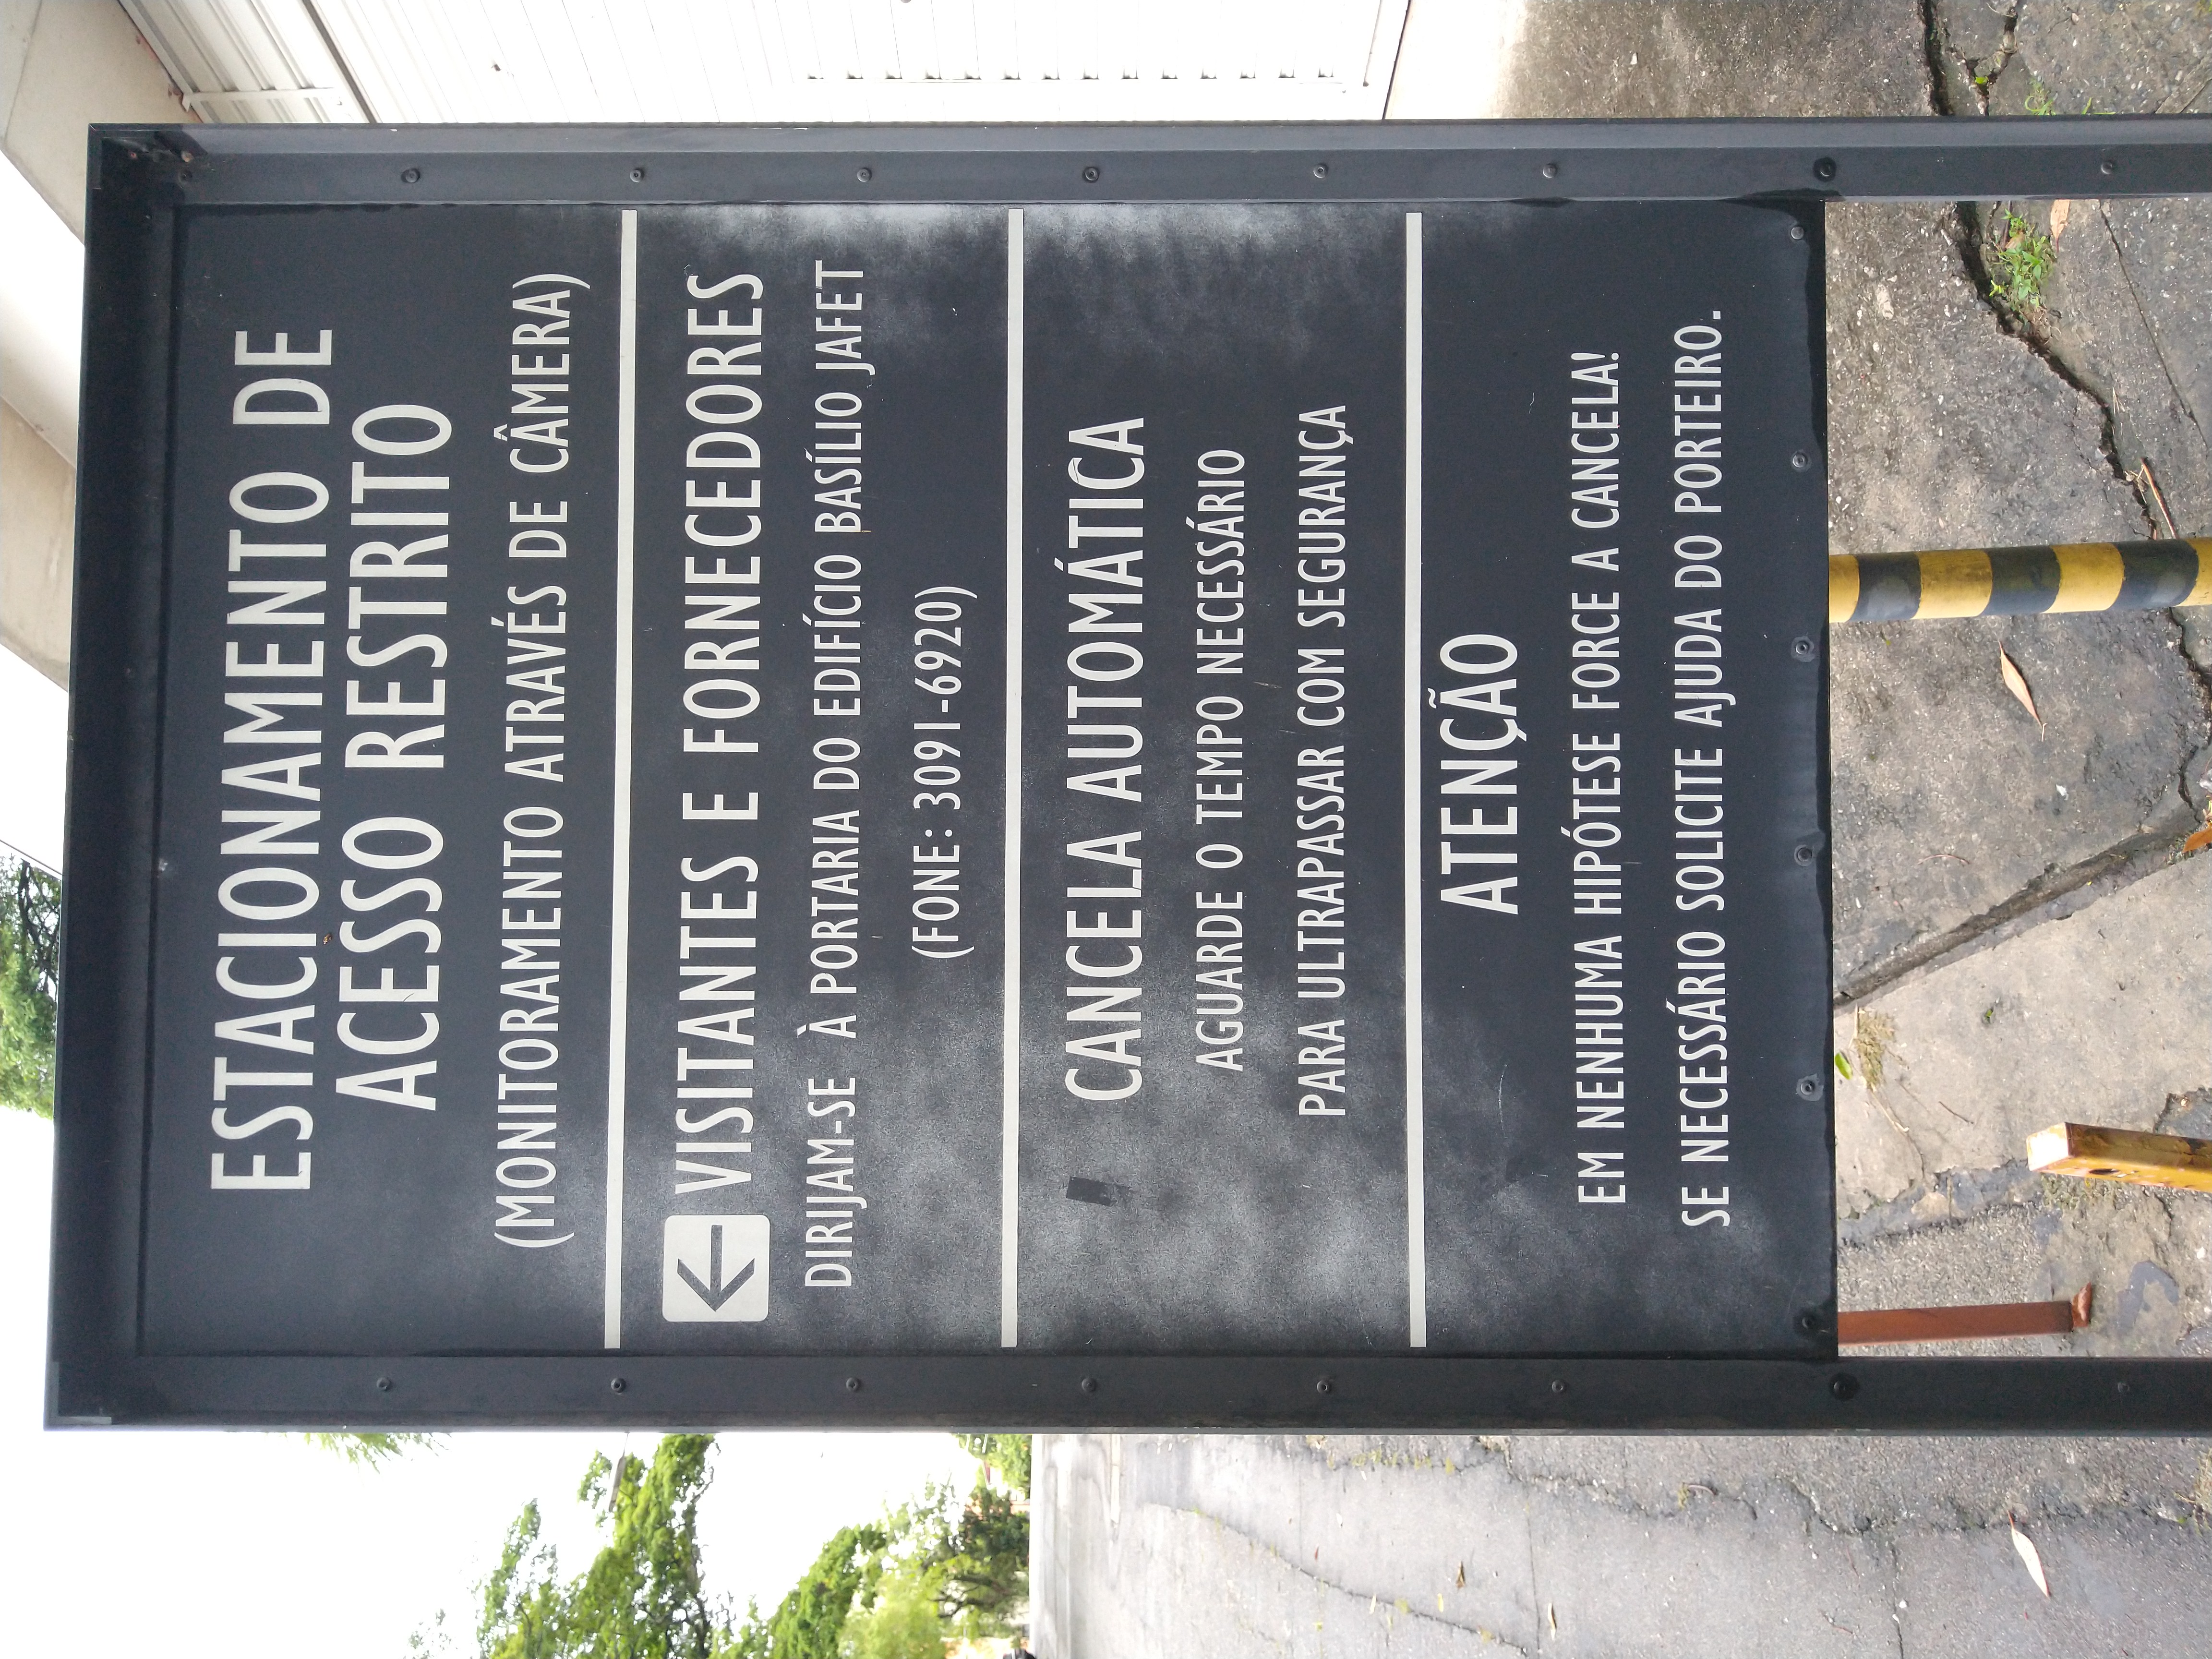 ESTACIONAMENTO DE
ACESSO RESTRITO
(MONITORAMENTO ATRAVÉS DE CÂMERA)
VISITANTES E FORNECEDORES
DIRIJAM-SE À PORTARIA DO EDIFÍCIO BASÍLIO JAFET
(FONE: 3091-6920)
CANCELA AUTOMÁTICA
AGUARDE O TEMPO NECESSÁRIO
PARA ULTRAPASSAR COM SEGURANÇA
ATENÇÃO
EM NENHUMA HIPÓTESE FORCE A CANCELA!
SE NECESSÁRIO SOLICITE AJUDA DO PORTEIRO.